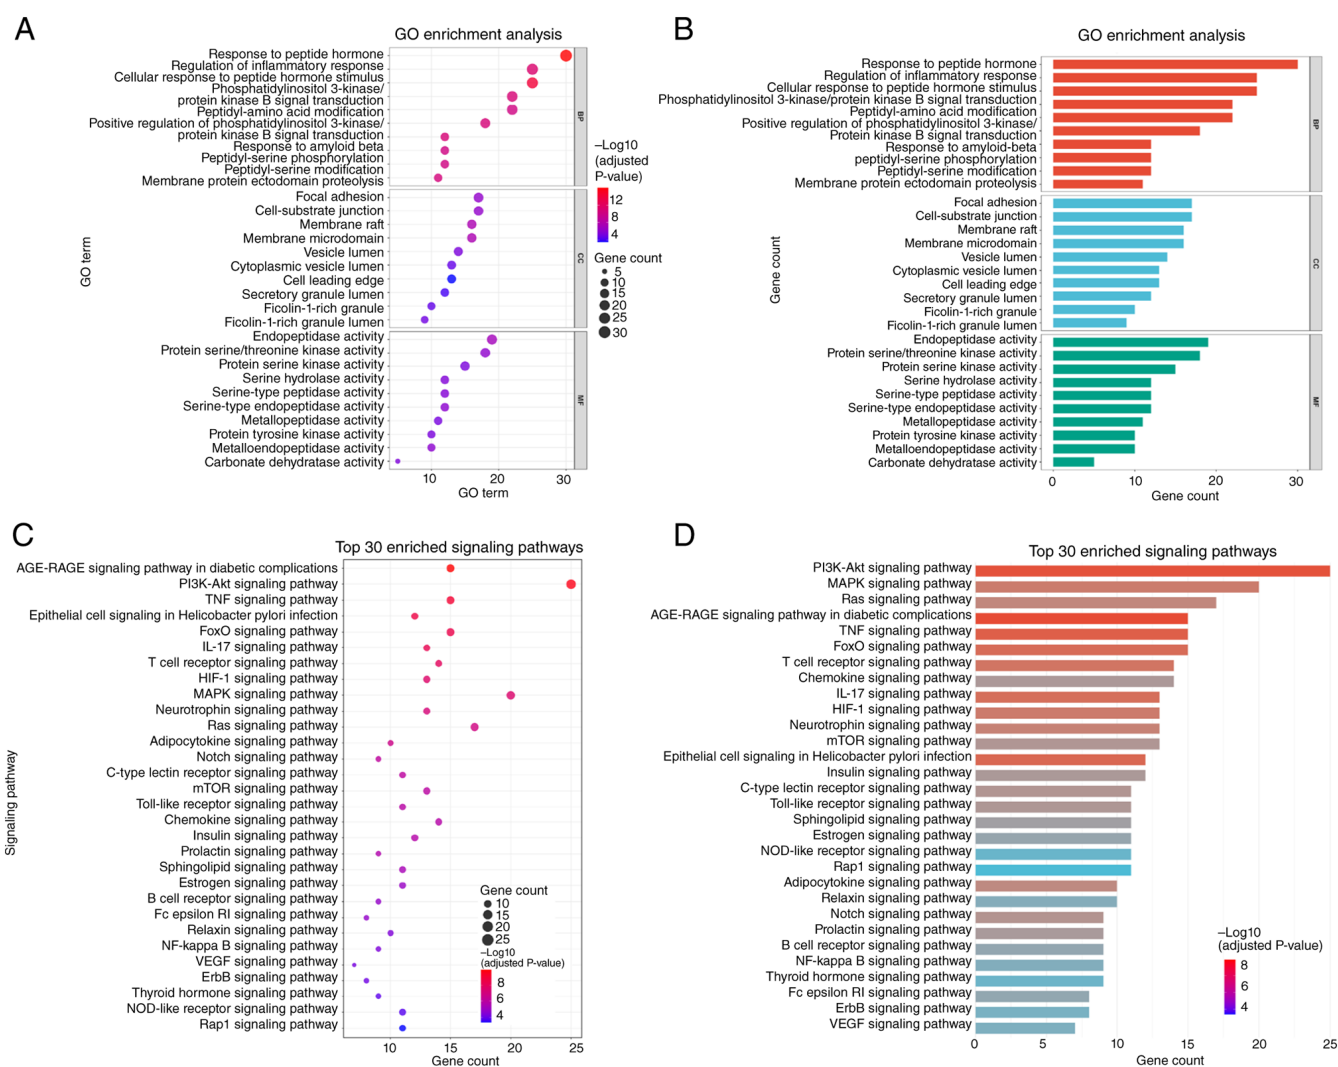 A
GO enrichment analysis
Response to peptide hormone
Regulation of inflammatory response
Cellular response to peptide hormone stimulus
Phosphatidylinositol 3-kinase/
protein kinase B signal transduction
Peptidyl-amino acid modification
Positive regulation of phosphatidylinositol 3-kinase/
protein kinase B signal transduction
Response to amyloid beta
Peptidyl-serine phosphorylation
Peptidyl-serine modification
Membrane protein ectodomain proteolysis
BP
Focal adhesion
Cell-substrate junction
Membrane raft
Membrane microdomain
Vesicle lumen
Cytoplasmic vesicle lumen
Cell leading edge
Secretory granule lumen
Ficolin-1-rich granule
Ficolin-1-rich granule lumen
CC
Endopeptidase activity
Protein serine/threonine kinase activity
Protein serine kinase activity
Serine hydrolase activity
Serine-type peptidase activity
Serine-type endopeptidase activity
Metallopeptidase activity
Protein tyrosine kinase activity
Metalloendopeptidase activity
Carbonate dehydratase activity
MF
GO term
10 20 30
GO term
–Log10
(adjusted
P-value)
12
8
4
Gene count
5
10
15
20
25
30
B
GO enrichment analysis
Response to peptide hormone
Regulation of inflammatory response
Cellular response to peptide hormone stimulus
Phosphatidylinositol 3-kinase/protein kinase B signal transduction
Peptidyl-amino acid modification
Positive regulation of phosphatidylinositol 3-kinase/
Protein kinase B signal transduction
Response to amyloid-beta
peptidyl-serine phosphorylation
Peptidyl-serine modification
Membrane protein ectodomain proteolysis
BP
Focal adhesion
Cell-substrate junction
Membrane raft
Membrane microdomain
Vesicle lumen
Cytoplasmic vesicle lumen
Cell leading edge
Secretory granule lumen
Ficolin-1-rich granule
Ficolin-1-rich granule lumen
CC
Endopeptidase activity
Protein serine/threonine kinase activity
Protein serine kinase activity
Serine hydrolase activity
Serine-type peptidase activity
Serine-type endopeptidase activity
Metallopeptidase activity
Protein tyrosine kinase activity
Metalloendopeptidase activity
Carbonate dehydratase activity
MF
Gene count
0 10 20 30
Gene count
C
Top 30 enriched signaling pathways
AGE-RAGE signaling pathway in diabetic complications
PI3K-Akt signaling pathway
TNF signaling pathway
Epithelial cell signaling in Helicobacter pylori infection
FoxO signaling pathway
IL-17 signaling pathway
T cell receptor signaling pathway
HIF-1 signaling pathway
MAPK signaling pathway
Neurotrophin signaling pathway
Ras signaling pathway
Adipocytokine signaling pathway
Notch signaling pathway
C-type lectin receptor signaling pathway
mTOR signaling pathway
Toll-like receptor signaling pathway
Chemokine signaling pathway
Insulin signaling pathway
Prolactin signaling pathway
Sphingolipid signaling pathway
Estrogen signaling pathway
B cell receptor signaling pathway
Fc epsilon RI signaling pathway
Relaxin signaling pathway
NF-kappa B signaling pathway
VEGF signaling pathway
ErbB signaling pathway
Thyroid hormone signaling pathway
NOD-like receptor signaling pathway
Rap1 signaling pathway
Signaling pathway
10 15 20 25
Gene count
Gene count
10
15
20
25
–Log10
(adjusted P-value)
8
6
4
D
Top 30 enriched signaling pathways
PI3K-Akt signaling pathway
MAPK signaling pathway
Ras signaling pathway
AGE-RAGE signaling pathway in diabetic complications
TNF signaling pathway
FoxO signaling pathway
T cell receptor signaling pathway
Chemokine signaling pathway
IL-17 signaling pathway
HIF-1 signaling pathway
Neurotrophin signaling pathway
mTOR signaling pathway
Epithelial cell signaling in Helicobacter pylori infection
Insulin signaling pathway
C-type lectin receptor signaling pathway
Toll-like receptor signaling pathway
Sphingolipid signaling pathway
Estrogen signaling pathway
NOD-like receptor signaling pathway
Rap1 signaling pathway
Adipocytokine signaling pathway
Relaxin signaling pathway
Notch signaling pathway
Prolactin signaling pathway
B cell receptor signaling pathway
NF-kappa B signaling pathway
Thyroid hormone signaling pathway
Fc epsilon RI signaling pathway
ErbB signaling pathway
VEGF signaling pathway
0 5 10 15 20 25
Gene count
–Log10
(adjusted P-value)
8
6
4